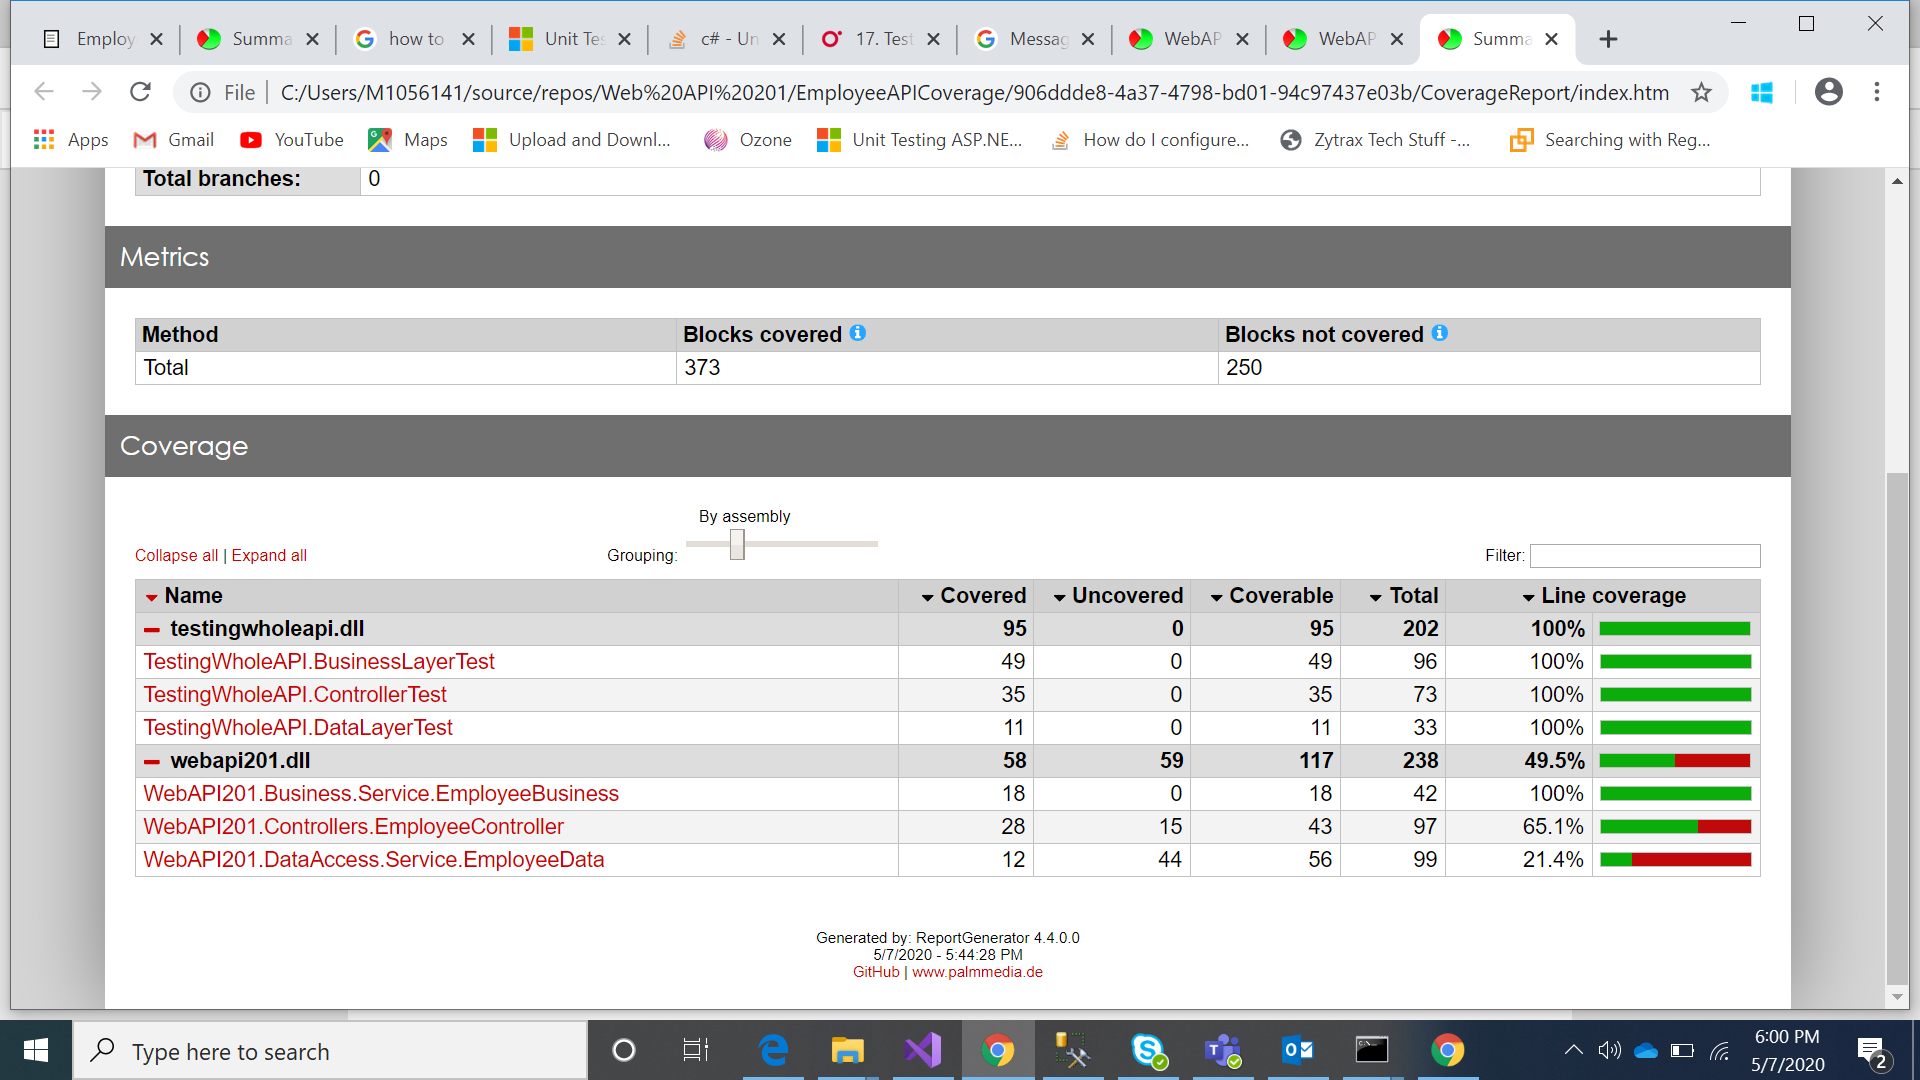 Employ
Summa
how to
Unit Tes
c# - Un
17. Test
Messag
WebAP
WebAP
Summa
File
C:/Users/M1056141/source/repos/Web%20API%20201/EmployeeAPICoverage/906ddde8-4a37-4798-bd01-94c97437e03b/CoverageReport/index.htm
Apps
Gmail
YouTube
Maps
Upload and Downl...
Ozone
Unit Testing ASP.NE...
How do I configure...
Zytrax Tech Stuff -...
Searching with Reg...
Total branches: 0
Metrics
Method Blocks covered Blocks not covered
Total 373 250
Coverage
By assembly
Collapse all | Expand all Grouping: Filter:
Name Covered Uncovered Coverable Total Line coverage
testingwholeapi.dll 95 0 95 202 100%
TestingWholeAPI.BusinessLayerTest 49 0 49 96 100%
TestingWholeAPI.ControllerTest 35 0 35 73 100%
TestingWholeAPI.DataLayerTest 11 0 11 33 100%
webapi201.dll 58 59 117 238 49.5%
WebAPI201.Business.Service.EmployeeBusiness 18 0 18 42 100%
WebAPI201.Controllers.EmployeeController 28 15 43 97 65.1%
WebAPI201.DataAccess.Service.EmployeeData 12 44 56 99 21.4%
Generated by: ReportGenerator 4.4.0.0
5/7/2020 - 5:44:28 PM
GitHub | www.palmmedia.de
Type here to search
6:00 PM
5/7/2020
2